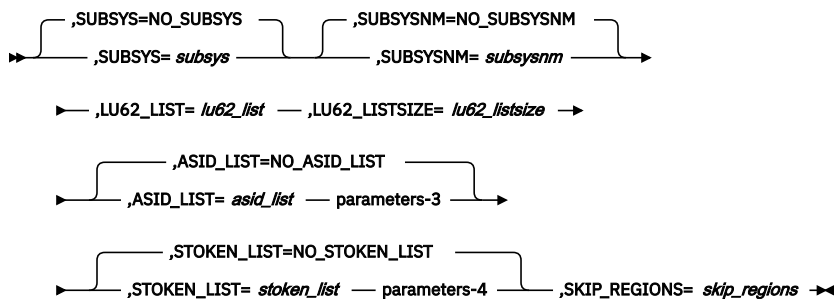 ,SUBSYS=NO_SUBSYS ,SUBSYSNM=NO_SUBSYSNM
,SUBSYS= subsys ,SUBSYSNM= subsysnm
,LU62_LIST= lu62_list ,LU62_LISTSIZE= lu62_listsize
,ASID_LIST=NO_ASID_LIST
,ASID_LIST= asid_list parameters-3
,STOKEN_LIST=NO_STOKEN_LIST
,STOKEN_LIST= stoken_list parameters-4 ,SKIP_REGIONS= skip_regions